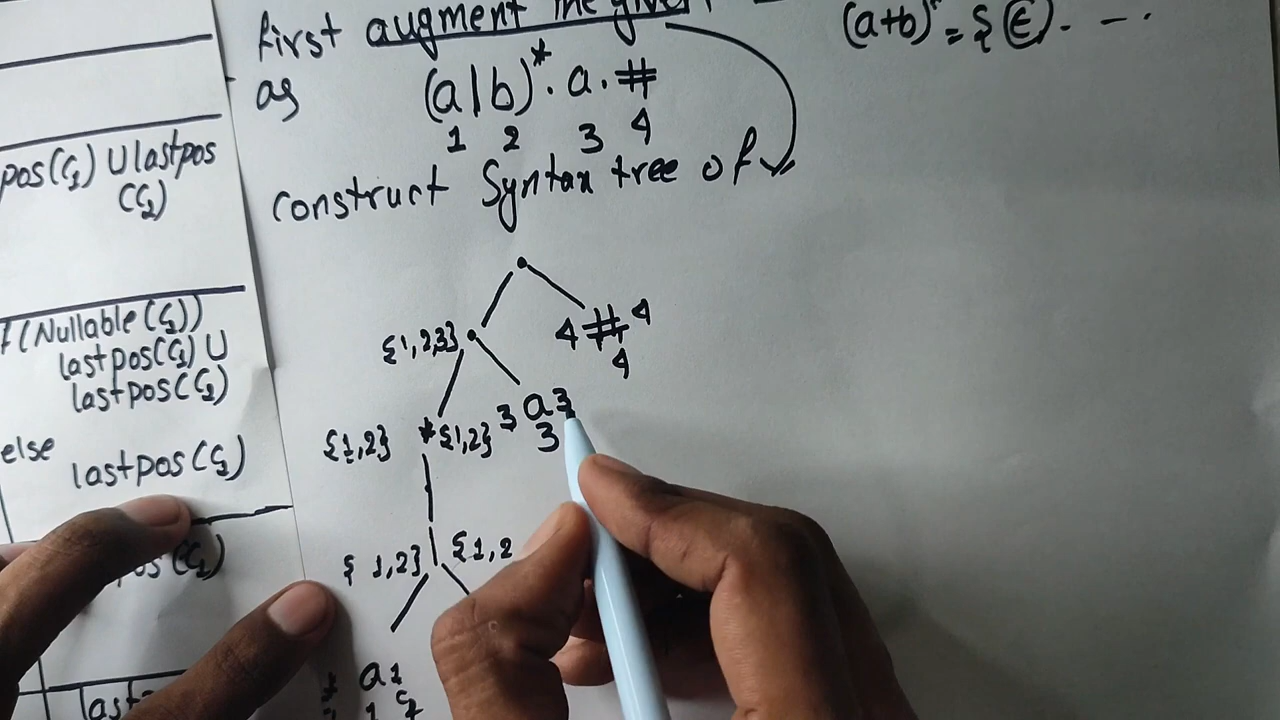 first augment the given
as (a|b)*.a.#
1 2 3 4
construct Syntax tree of
(a+b)* = { ϵ . - - .
pos(C1) U lastpos
(C2)
if (Nullable(C2))
lastpos(C1) U
lastpos(C2)
else
lastpos(C2)
pos(C1)
last
{1,2,3} .
4 # 4
4
{1,2} * {1,2} 3 a 3
3
{1,2} | {1,2
a 1
1